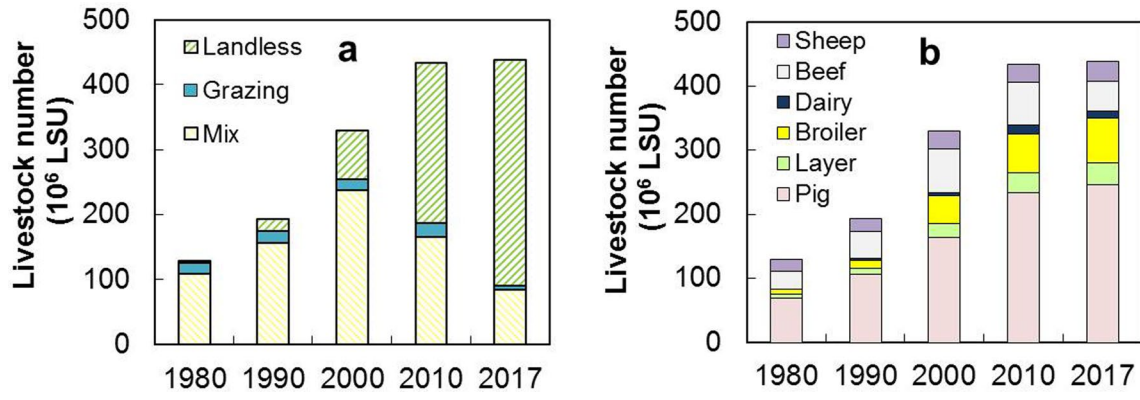 Livestock number
(10⁶ LSU)
500
400
300
200
100
0
a
Landless
Grazing
Mix
1980 1990 2000 2010 2017
Livestock number
(10⁶ LSU)
500
400
300
200
100
0
b
Sheep
Beef
Dairy
Broiler
Layer
Pig
1980 1990 2000 2010 2017